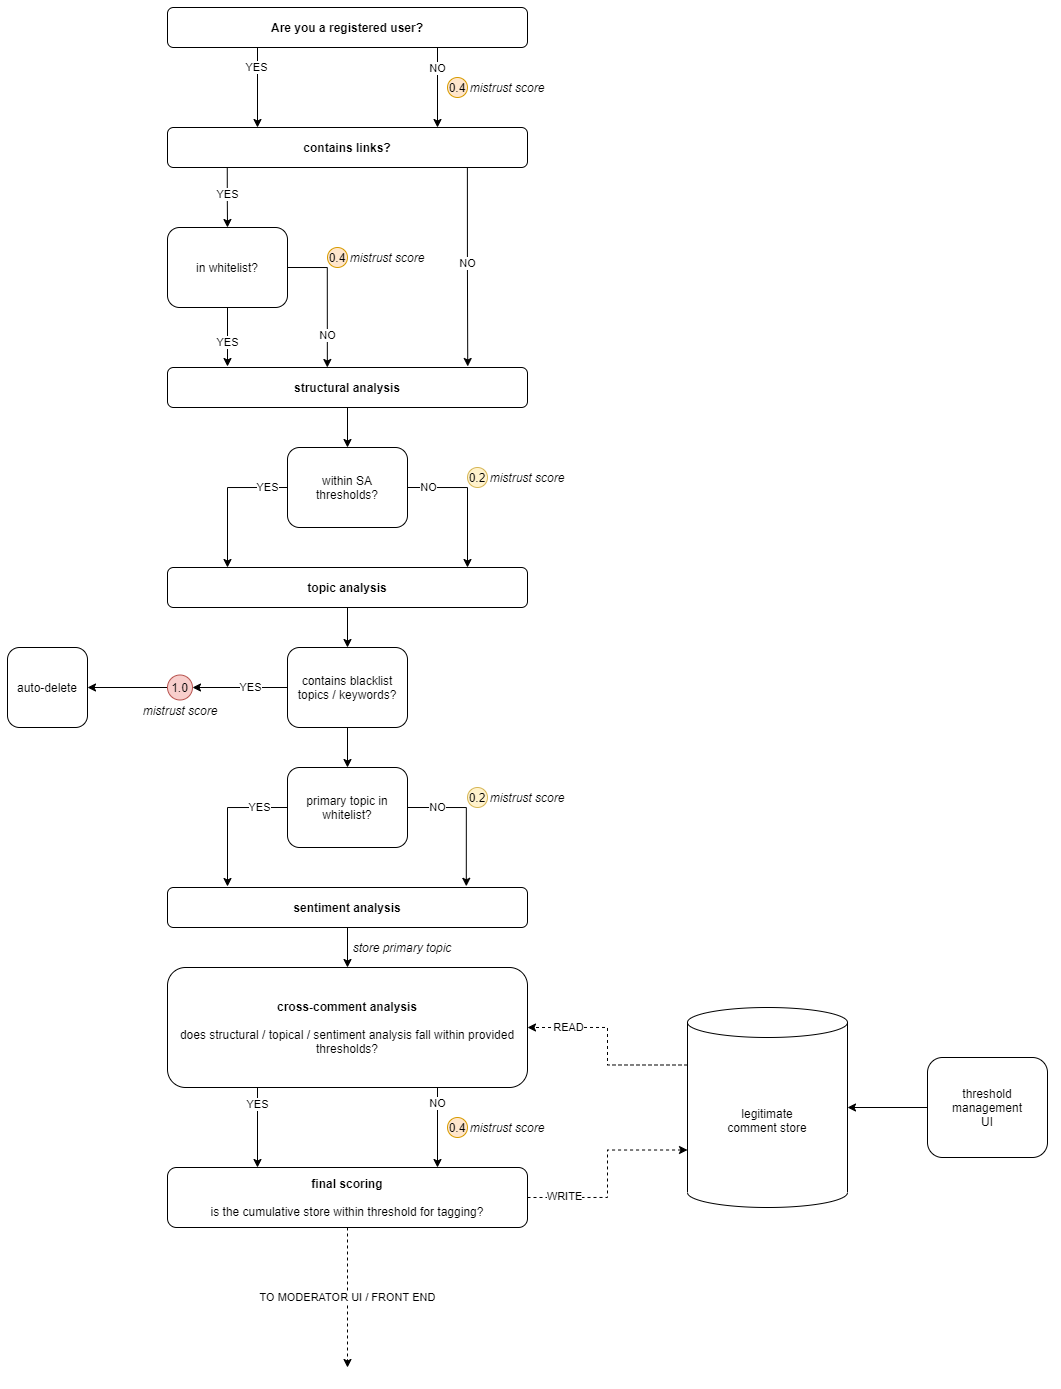 Are you a registered user?
YES
NO
0.4 mistrust score
contains links?
YES
in whitelist?
0.4 mistrust score
NO
NO
YES
structural analysis
within SA
thresholds?
YES
NO
0.2 mistrust score
topic analysis
contains blacklist
topics / keywords?
YES
1.0
mistrust score
auto-delete
primary topic in
whitelist?
YES
NO
0.2 mistrust score
sentiment analysis
store primary topic
cross-comment analysis
does structural / topical / sentiment analysis fall within provided
thresholds?
READ
legitimate
comment store
threshold
management
UI
YES
NO
0.4 mistrust score
final scoring
is the cumulative store within threshold for tagging?
WRITE
TO MODERATOR UI / FRONT END